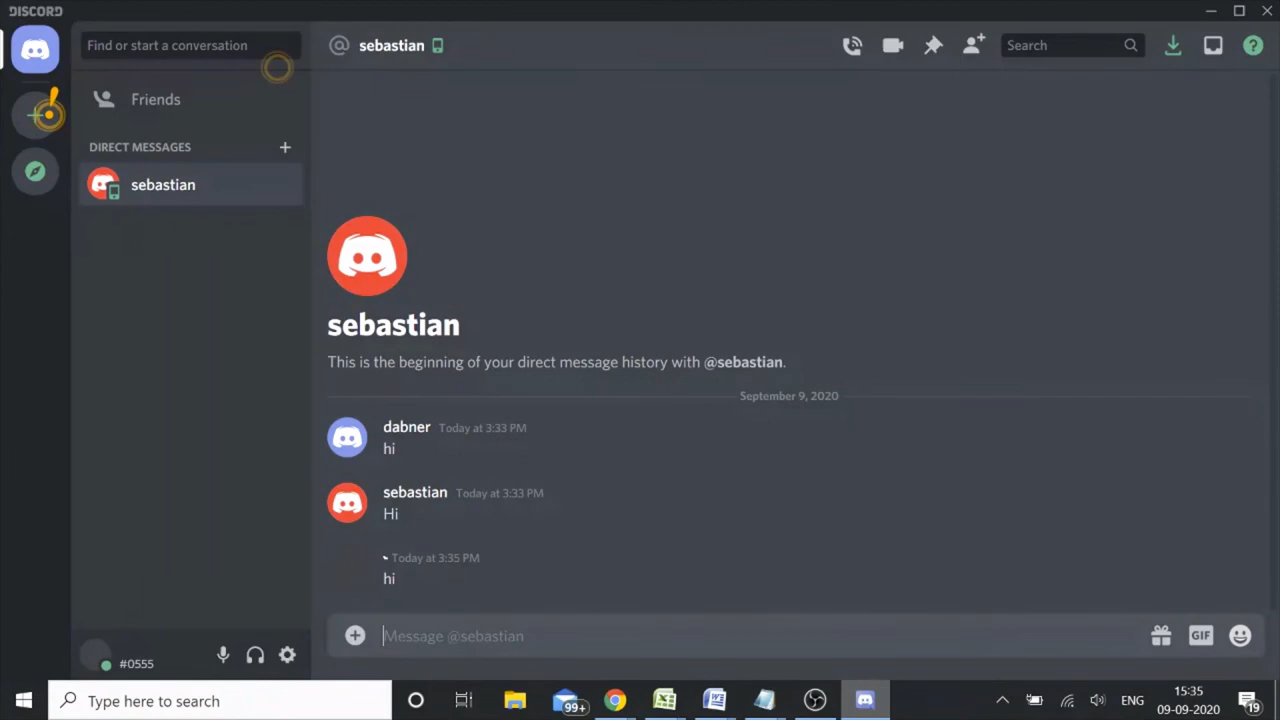 DISCORD
Find or start a conversation
Friends
DIRECT MESSAGES
sebastian
#0555
sebastian
Search
sebastian
This is the beginning of your direct message history with @sebastian.
September 9, 2020
dabner Today at 3:33 PM
hi
sebastian Today at 3:33 PM
Hi
Today at 3:35 PM
hi
Message @sebastian
GIF
Type here to search
99+
ENG
15:35
09-09-2020
19